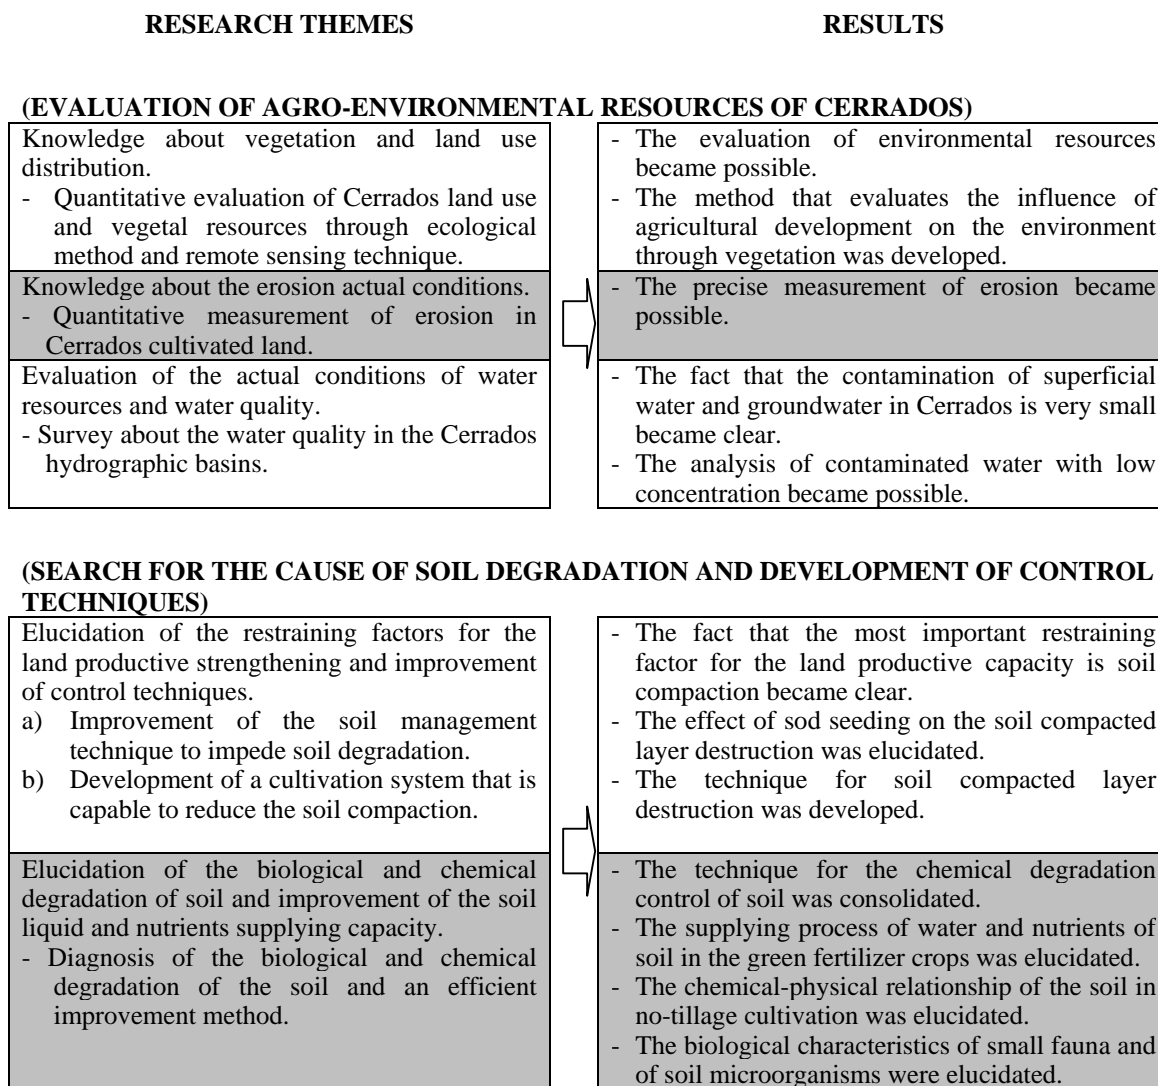 RESEARCH THEMES
RESULTS
(EVALUATION OF AGRO-ENVIRONMENTAL RESOURCES OF CERRADOS)
Knowledge about vegetation and land use
distribution.
- Quantitative evaluation of Cerrados land use
and vegetal resources through ecological
method and remote sensing technique.
- The evaluation of environmental resources
became possible.
- The method that evaluates the influence of
agricultural development on the environment
through vegetation was developed.
Knowledge about the erosion actual conditions.
- Quantitative measurement of erosion in
Cerrados cultivated land.
- The precise measurement of erosion became
possible.
Evaluation of the actual conditions of water
resources and water quality.
- Survey about the water quality in the Cerrados
hydrographic basins.
- The fact that the contamination of superficial
water and groundwater in Cerrados is very small
became clear.
- The analysis of contaminated water with low
concentration became possible.
(SEARCH FOR THE CAUSE OF SOIL DEGRADATION AND DEVELOPMENT OF CONTROL
TECHNIQUES)
Elucidation of the restraining factors for the
land productive strengthening and improvement
of control techniques.
a) Improvement of the soil management
technique to impede soil degradation.
b) Development of a cultivation system that is
capable to reduce the soil compaction.
- The fact that the most important restraining
factor for the land productive capacity is soil
compaction became clear.
- The effect of sod seeding on the soil compacted
layer destruction was elucidated.
- The technique for soil compacted layer
destruction was developed.
Elucidation of the biological and chemical
degradation of soil and improvement of the soil
liquid and nutrients supplying capacity.
- Diagnosis of the biological and chemical
degradation of the soil and an efficient
improvement method.
- The technique for the chemical degradation
control of soil was consolidated.
- The supplying process of water and nutrients of
soil in the green fertilizer crops was elucidated.
- The chemical-physical relationship of the soil in
no-tillage cultivation was elucidated.
- The biological characteristics of small fauna and
of soil microorganisms were elucidated.